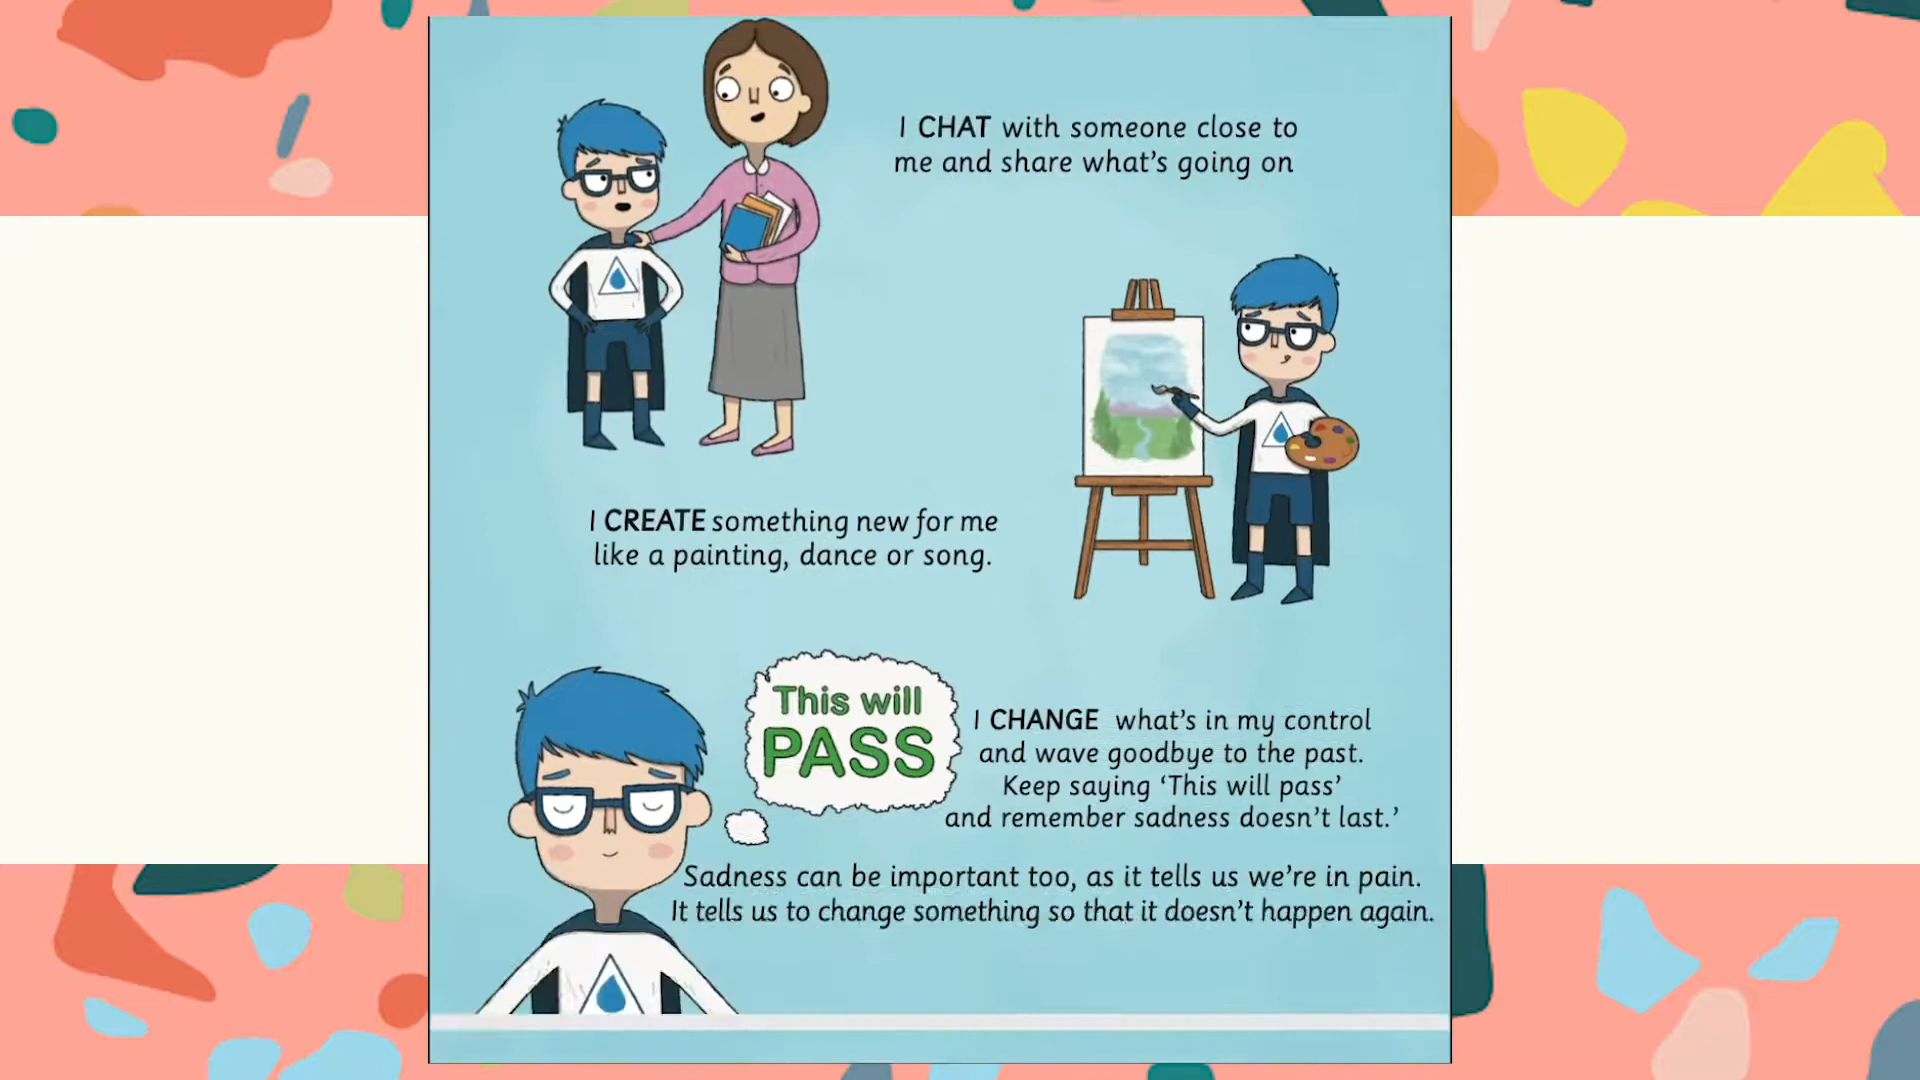 I CHAT with someone close to
me and share what's going on
I CREATE something new for me
like a painting, dance or song.
This will
PASS
I CHANGE what's in my control
and wave goodbye to the past.
Keep saying ‘This will pass’
and remember sadness doesn't last.’
Sadness can be important too, as it tells us we're in pain.
It tells us to change something so that it doesn't happen again.